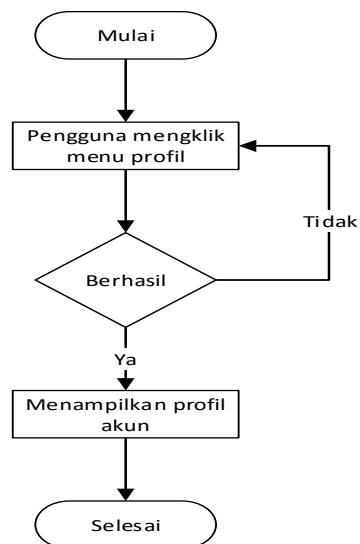 Mulai
Pengguna mengklik
menu profil
Tidak
Berhasil
Ya
Menampilkan profil
akun
Selesai